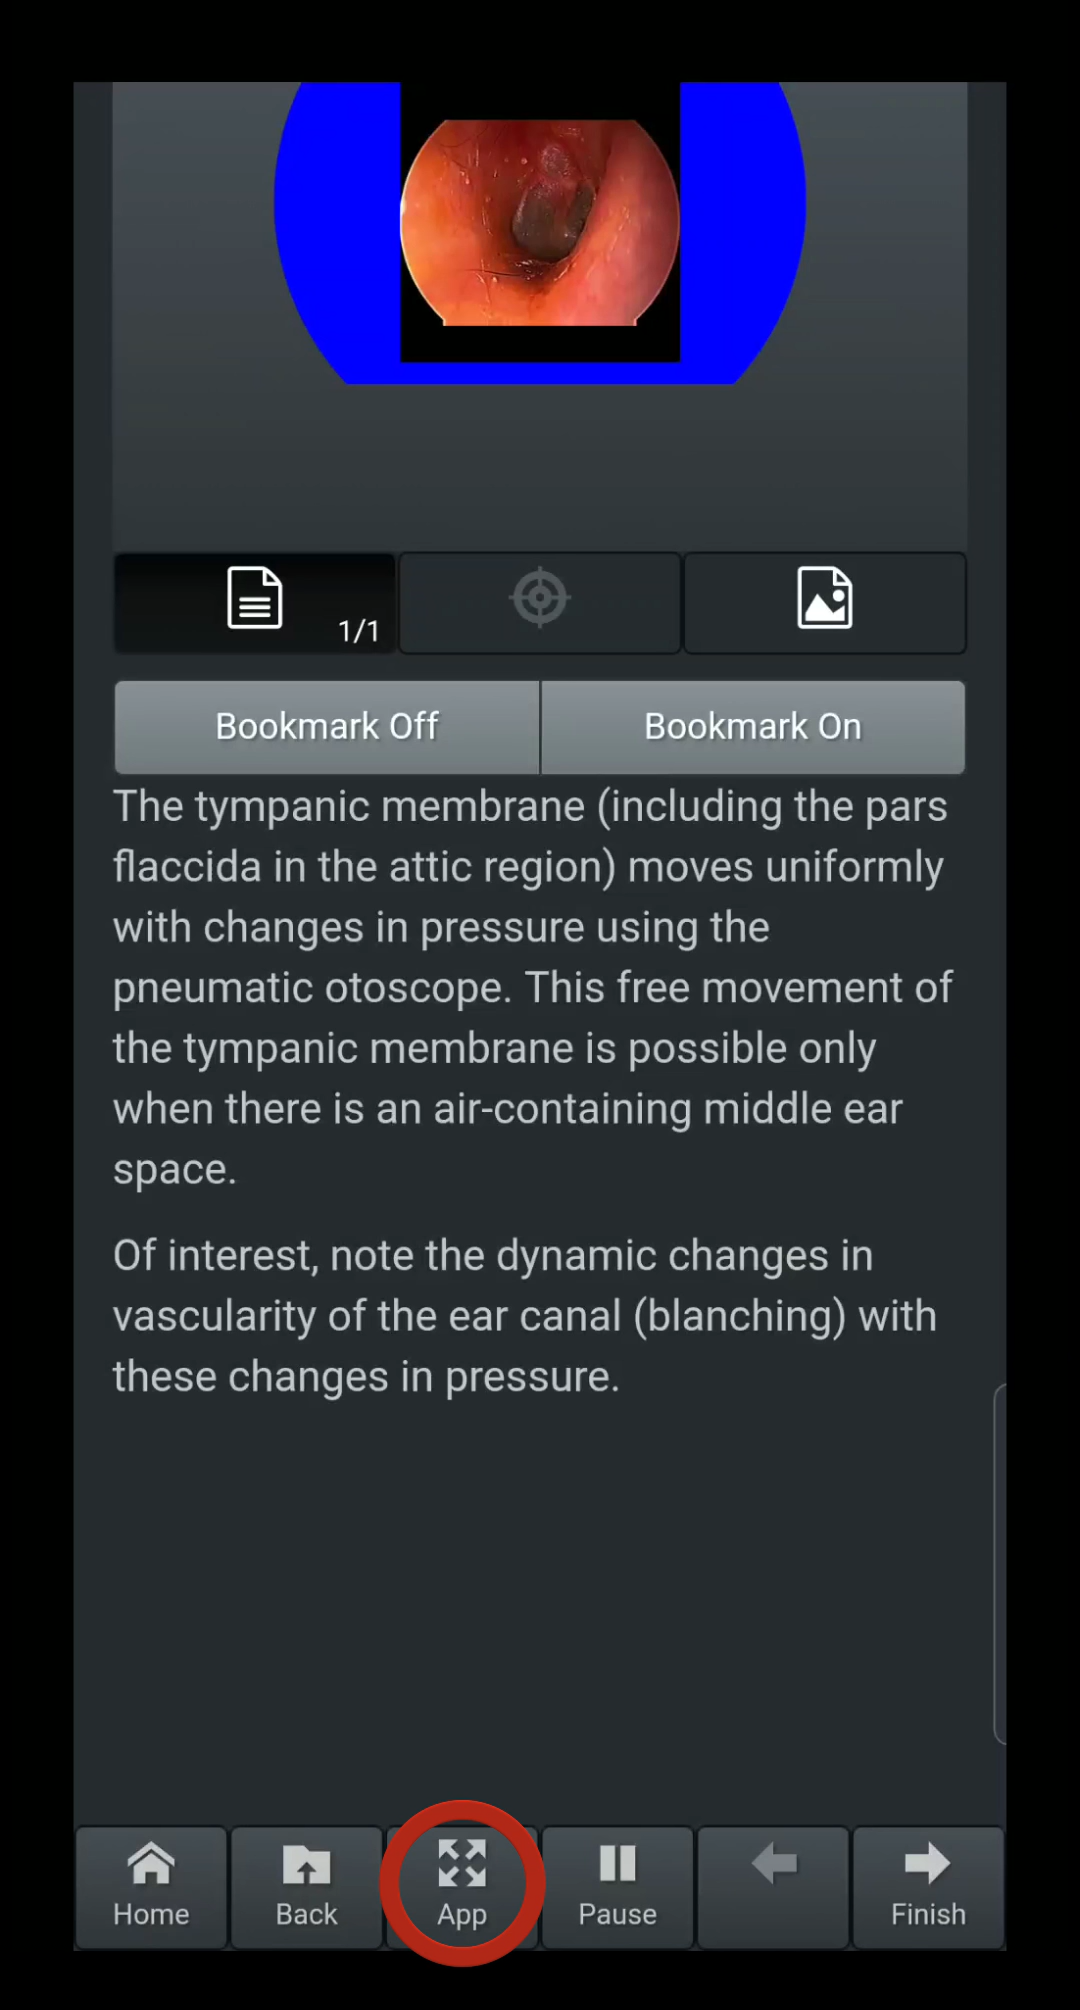 1/1
Bookmark Off
Bookmark On
The tympanic membrane (including the pars
flaccida in the attic region) moves uniformly
with changes in pressure using the
pneumatic otoscope. This free movement of
the tympanic membrane is possible only
when there is an air-containing middle ear
space.
Of interest, note the dynamic changes in
vascularity of the ear canal (blanching) with
these changes in pressure.
Home
Back
App
Pause
Finish